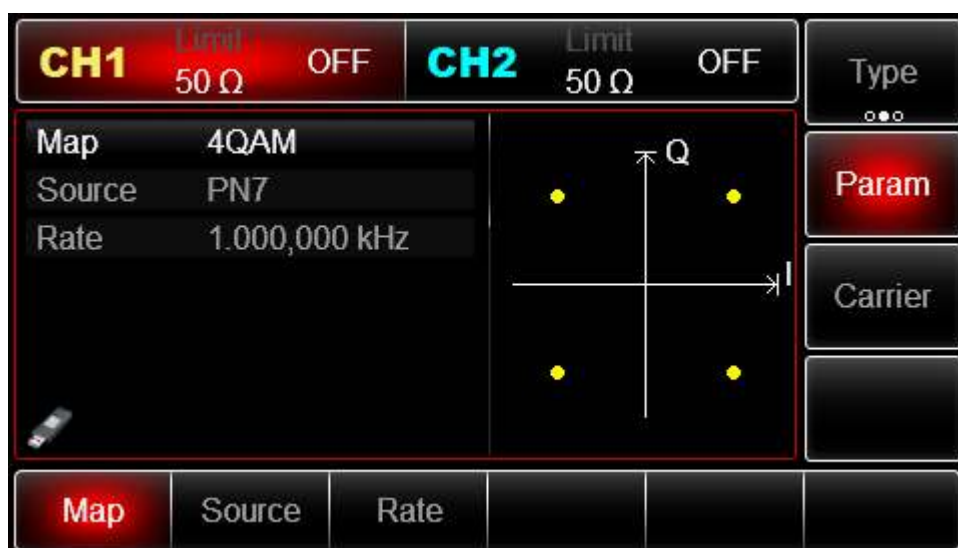 CH1 Limit 50 Ω OFF
CH2 Limit 50 Ω OFF
Type
Map 4QAM
Source PN7
Rate 1.000,000 kHz
Q
I
Param
Carrier
Map Source Rate